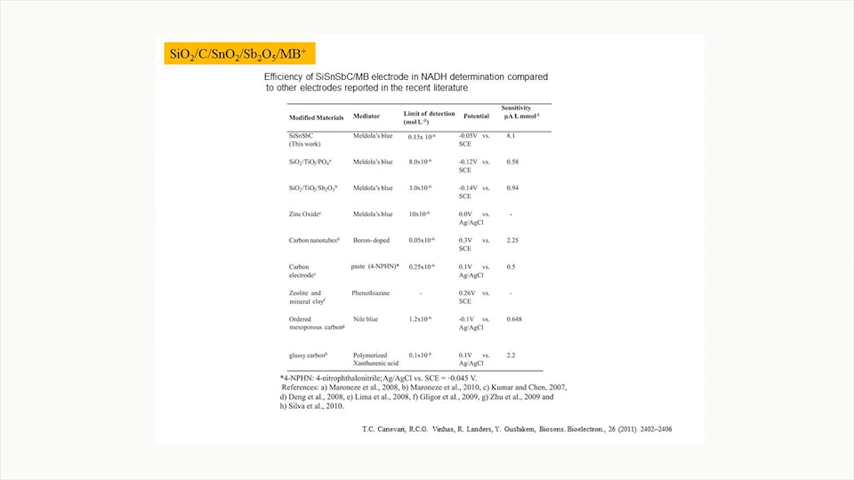 SiO₂/C/SnO₂/Sb₂O₅/MB⁺
Efficiency of SiSnSbC/MB electrode in NADH determination compared
to other electrodes reported in the recent literature
Modified Materials Mediator Limit of detection (mol L⁻¹) Potential Sensitivity µA L mmol⁻¹
SiSnSbC (This work) Meldola's blue 0.15x 10⁻⁶ -0.05V vs. SCE 8.1
SiO₂/TiO₂/PO₄ᵃ Meldola's blue 8.0x10⁻⁶ -0.12V vs. SCE 0.58
SiO₂/TiO₂/Sb₂O₅ᵇ Meldola's blue 3.0x10⁻⁶ -0.14V vs. SCE 0.94
Zinc Oxideᶜ Meldola's blue 10x10⁻⁶ 0.0V vs. Ag/AgCl -
Carbon nanotubesᵈ Boron- doped 0.05x10⁻⁶ 0.3V vs. SCE 2.25
Carbon electrodeᵉ paste (4-NPHN)* 0.25x10⁻⁶ 0.1V vs. Ag/AgCl 0.5
Zeolite and mineral clayᶠ Phenothiazine - 0.26V vs. SCE -
Ordered mesoporous carbonᵍ Nile blue 1.2x10⁻⁶ -0.1V vs. Ag/AgCl 0.648
glassy carbonʰ Polymerized Xanthurenic acid 0.1x10⁻⁶ 0.1V vs. Ag/AgCl 2.2
*4-NPHN: 4-nitrophthalonitrile; Ag/AgCl vs. SCE = -0.045 V.
References: a) Maroneze et al., 2008, b) Maroneze et al., 2010, c) Kumar and Chen, 2007,
d) Deng et al., 2008, e) Lima et al., 2008, f) Gligor et al., 2009, g) Zhu et al., 2009 and
h) Silva et al., 2010.
T.C. Canevari, R.C.G. Vinhas, R. Landers, Y. Gushikem, Biosens. Bioelectron., 26 (2011) 2402–2406